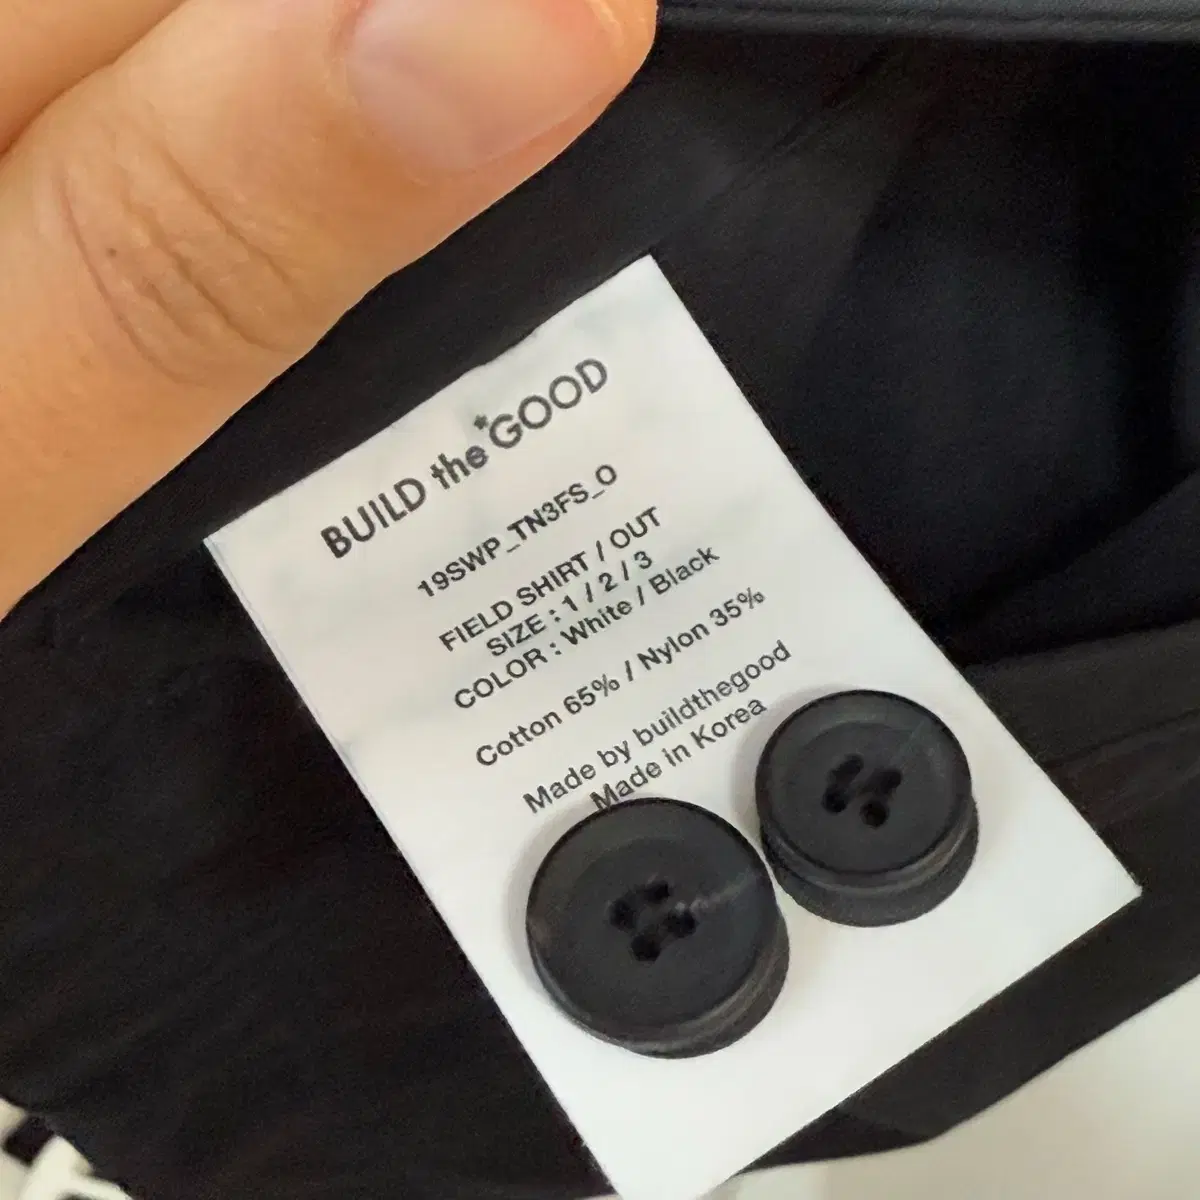 BUILD the*GOOD
19SWP_TN3FS_O
FIELD SHIRT / OUT
SIZE : 1 / 2 / 3
COLOR : White / Black
Cotton 65% / Nylon 35%
Made by buildthegood
Made in Korea